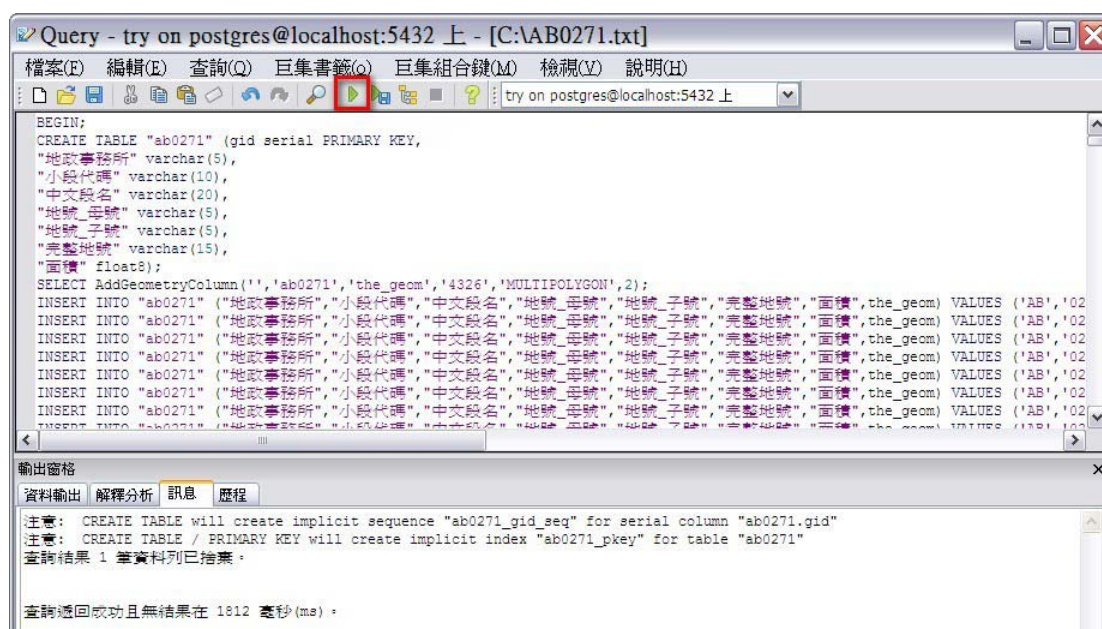 Query - try on postgres@localhost:5432 上 - [C:\AB0271.txt]
檔案(F) 編輯(E) 查詢(Q) 巨集書籤(o) 巨集組合鍵(M) 檢視(V) 說明(H)
try on postgres@localhost:5432 上
BEGIN;
CREATE TABLE "ab0271" (gid serial PRIMARY KEY,
"地政事務所" varchar(5),
"小段代碼" varchar(10),
"中文段名" varchar(20),
"地號_母號" varchar(5),
"地號_子號" varchar(5),
"完整地號" varchar(15),
"面積" float8);
SELECT AddGeometryColumn('','ab0271','the_geom','4326','MULTIPOLYGON',2);
INSERT INTO "ab0271" ("地政事務所","小段代碼","中文段名","地號_母號","地號_子號","完整地號","面積",the_geom) VALUES ('AB','02
INSERT INTO "ab0271" ("地政事務所","小段代碼","中文段名","地號_母號","地號_子號","完整地號","面積",the_geom) VALUES ('AB','02
INSERT INTO "ab0271" ("地政事務所","小段代碼","中文段名","地號_母號","地號_子號","完整地號","面積",the_geom) VALUES ('AB','02
INSERT INTO "ab0271" ("地政事務所","小段代碼","中文段名","地號_母號","地號_子號","完整地號","面積",the_geom) VALUES ('AB','02
INSERT INTO "ab0271" ("地政事務所","小段代碼","中文段名","地號_母號","地號_子號","完整地號","面積",the_geom) VALUES ('AB','02
INSERT INTO "ab0271" ("地政事務所","小段代碼","中文段名","地號_母號","地號_子號","完整地號","面積",the_geom) VALUES ('AB','02
INSERT INTO "ab0271" ("地政事務所","小段代碼","中文段名","地號_母號","地號_子號","完整地號","面積",the_geom) VALUES ('AB','02
輸出窗格
資料輸出 解釋分析 訊息 歷程
注意: CREATE TABLE will create implicit sequence "ab0271_gid_seq" for serial column "ab0271.gid"
注意: CREATE TABLE / PRIMARY KEY will create implicit index "ab0271_pkey" for table "ab0271"
查詢結果 1 筆資料列已捨棄。
查詢遞回成功且無結果在 1812 毫秒(ms)。